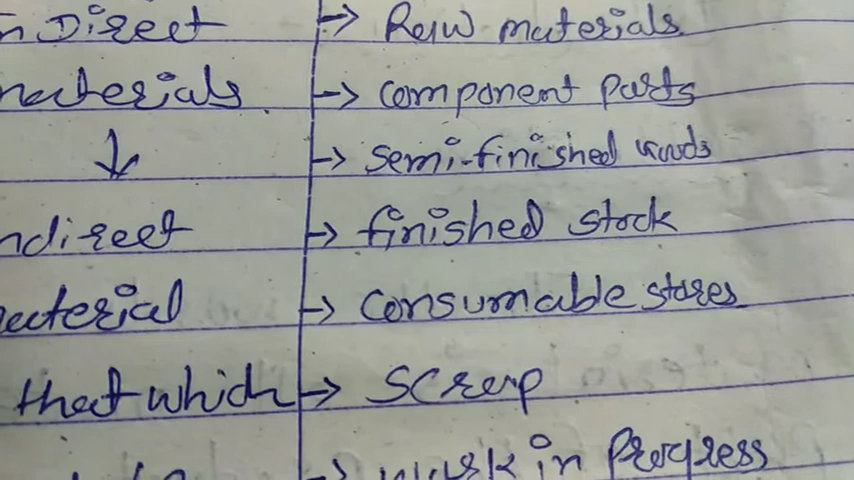 n Direct → Raw materials
materials → component parts
↓ → semi-finished goods
ndirect → finished stock
material → consumable stores
that which → scrap
→ work in progress